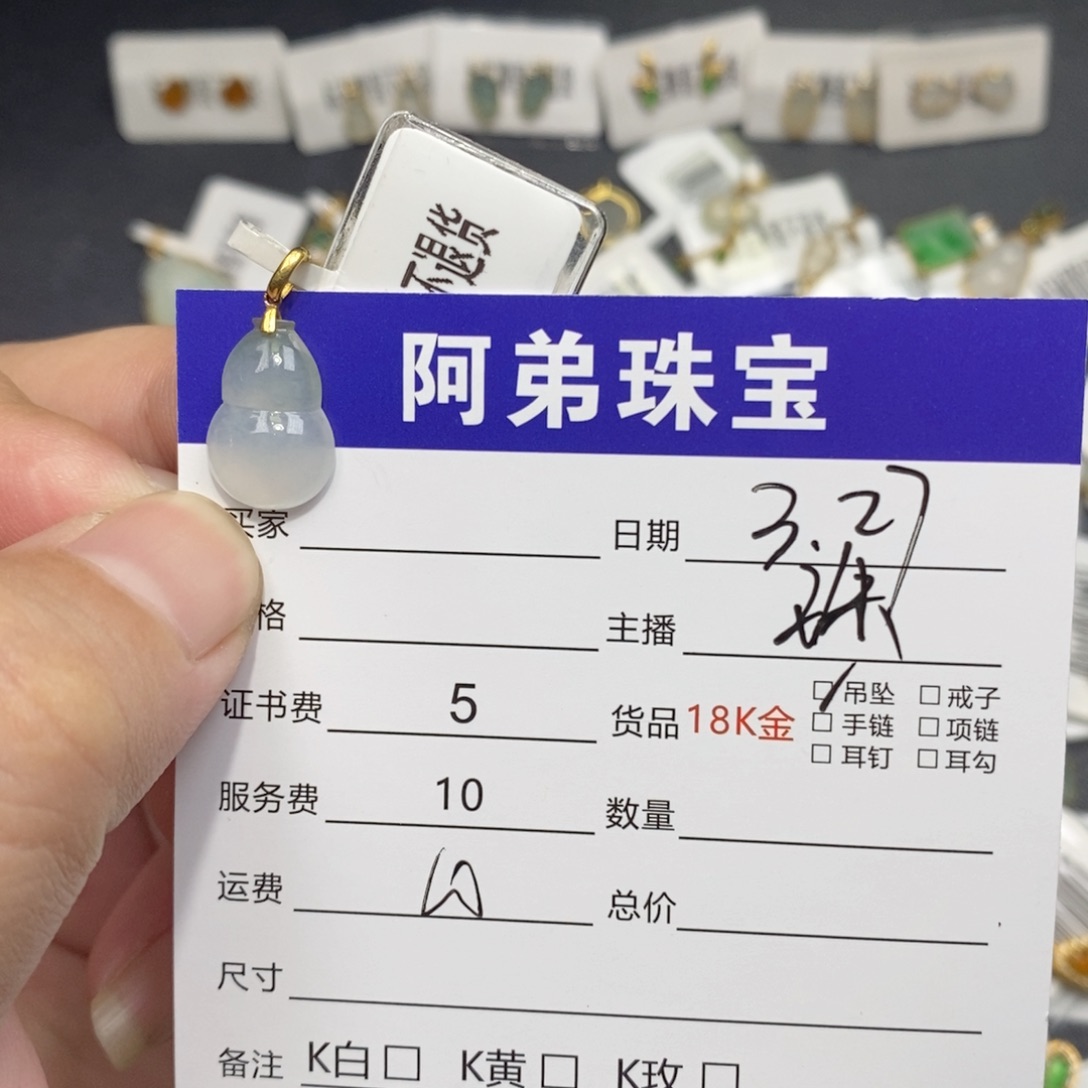 不退货
阿弟珠宝
买家 日期 3.27
格 主播
证书费 5 货品 18K金 □吊坠 □戒子
□手链 □项链
□耳钉 □耳勾
服务费 10 数量
运费 总价
尺寸
备注 K白□ K黄□ K玫□